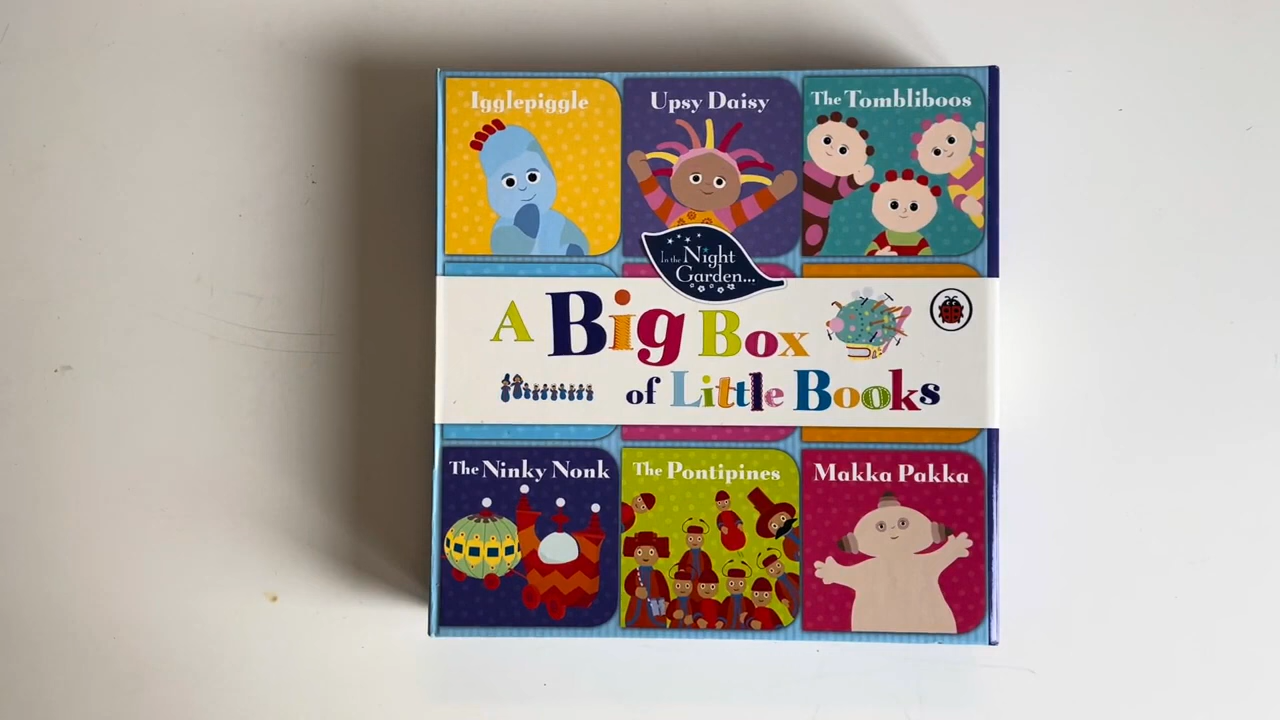 Igglepiggle
Upsy Daisy
The Tombliboos
In the Night
Garden...
A Big Box
of Little Books
The Ninky Nonk
The Pontipines
Makka Pakka